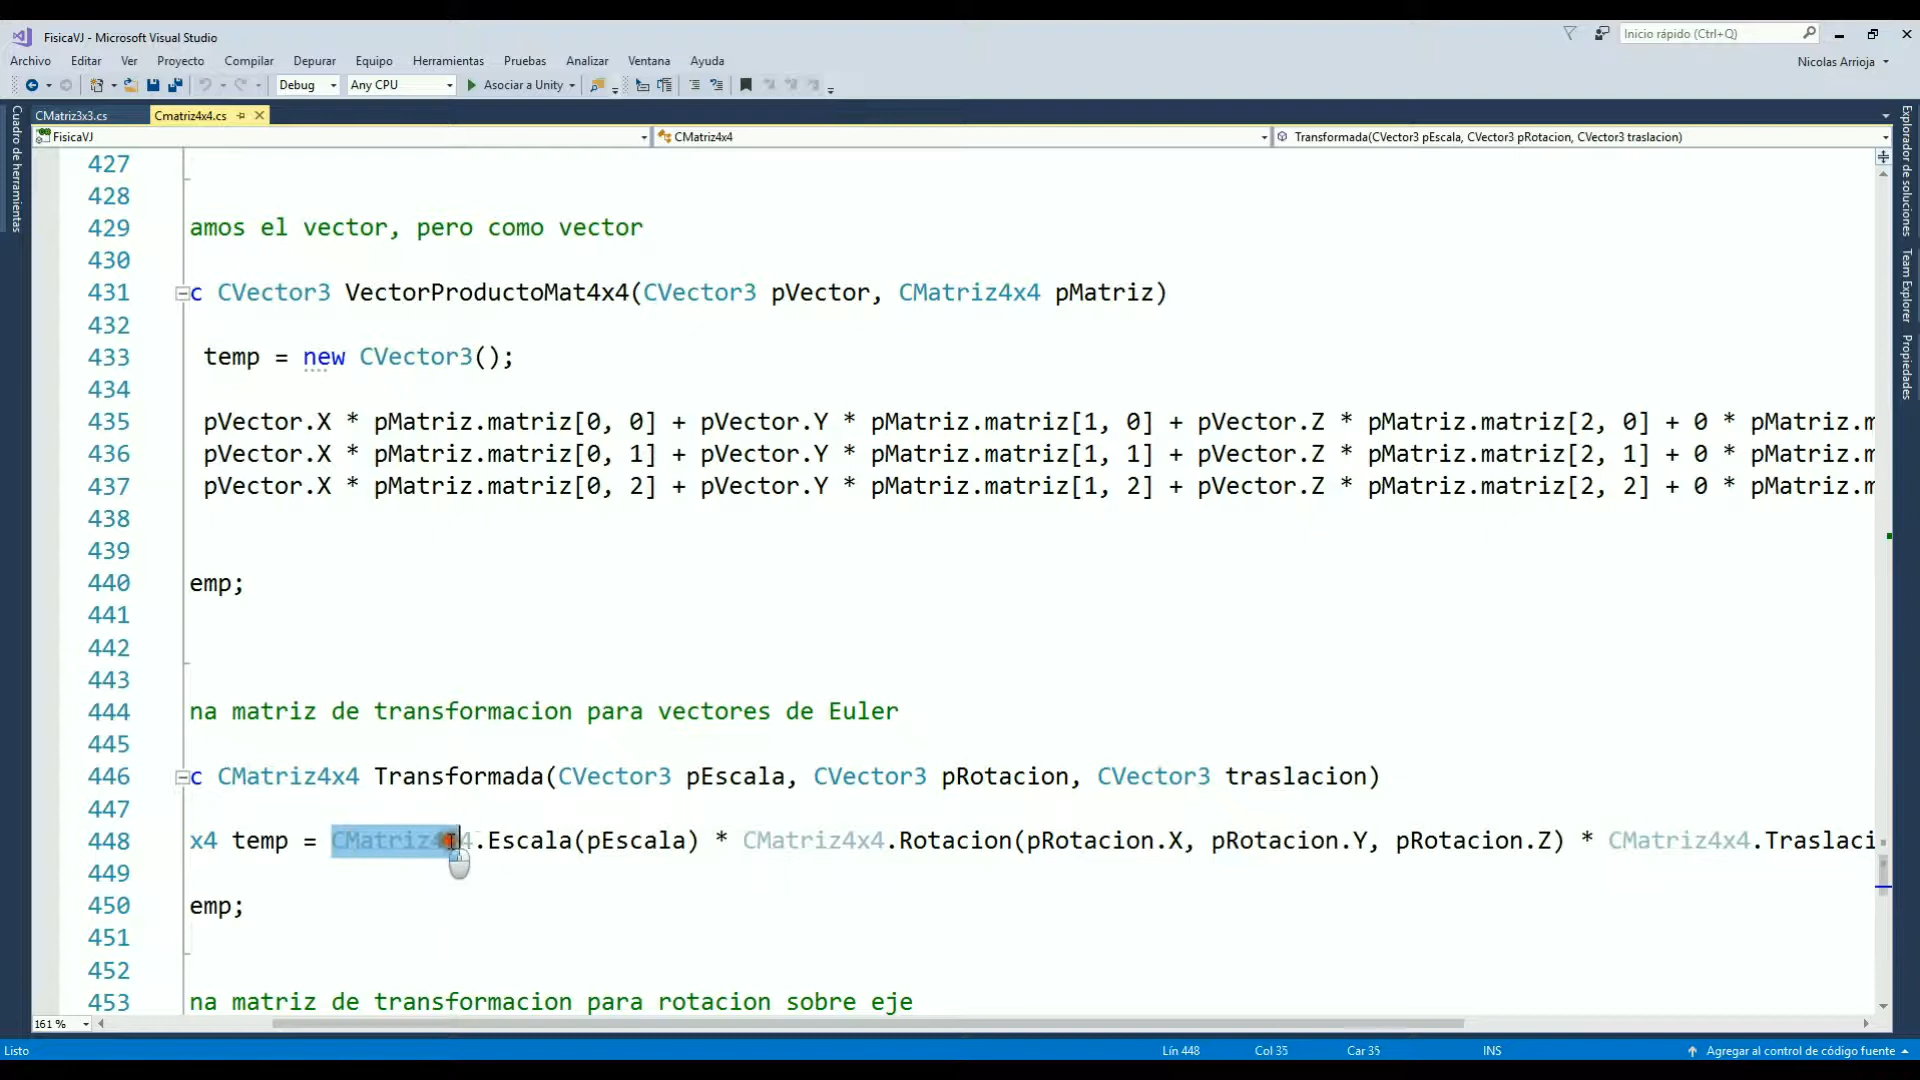 FisicaVJ - Microsoft Visual Studio
Inicio rápido (Ctrl+Q)
Archivo Editar Ver Proyecto Compilar Depurar Equipo Herramientas Pruebas Analizar Ventana Ayuda
Nicolas Arrioja
Debug Any CPU Asociar a Unity
CMatriz3x3.cs Cmatriz4x4.cs
FisicaVJ CMatriz4x4 Transformada(CVector3 pEscala, CVector3 pRotacion, CVector3 traslacion)
Cuadro de herramientas
Explorador de soluciones
Team Explorer
Propiedades
427
428
429 amos el vector, pero como vector
430
431 c CVector3 VectorProductoMat4x4(CVector3 pVector, CMatriz4x4 pMatriz)
432
433 temp = new CVector3();
434
435 pVector.X * pMatriz.matriz[0, 0] + pVector.Y * pMatriz.matriz[1, 0] + pVector.Z * pMatriz.matriz[2, 0] + 0 * pMatriz.m
436 pVector.X * pMatriz.matriz[0, 1] + pVector.Y * pMatriz.matriz[1, 1] + pVector.Z * pMatriz.matriz[2, 1] + 0 * pMatriz.m
437 pVector.X * pMatriz.matriz[0, 2] + pVector.Y * pMatriz.matriz[1, 2] + pVector.Z * pMatriz.matriz[2, 2] + 0 * pMatriz.m
438
439
440 emp;
441
442
443
444 na matriz de transformacion para vectores de Euler
445
446 c CMatriz4x4 Transformada(CVector3 pEscala, CVector3 pRotacion, CVector3 traslacion)
447
448 x4 temp = CMatriz4x4.Escala(pEscala) * CMatriz4x4.Rotacion(pRotacion.X, pRotacion.Y, pRotacion.Z) * CMatriz4x4.Traslaci
449
450 emp;
451
452
453 na matriz de transformacion para rotacion sobre eje
161 %
Listo Lín 448 Col 35 Car 35 INS Agregar al control de código fuente